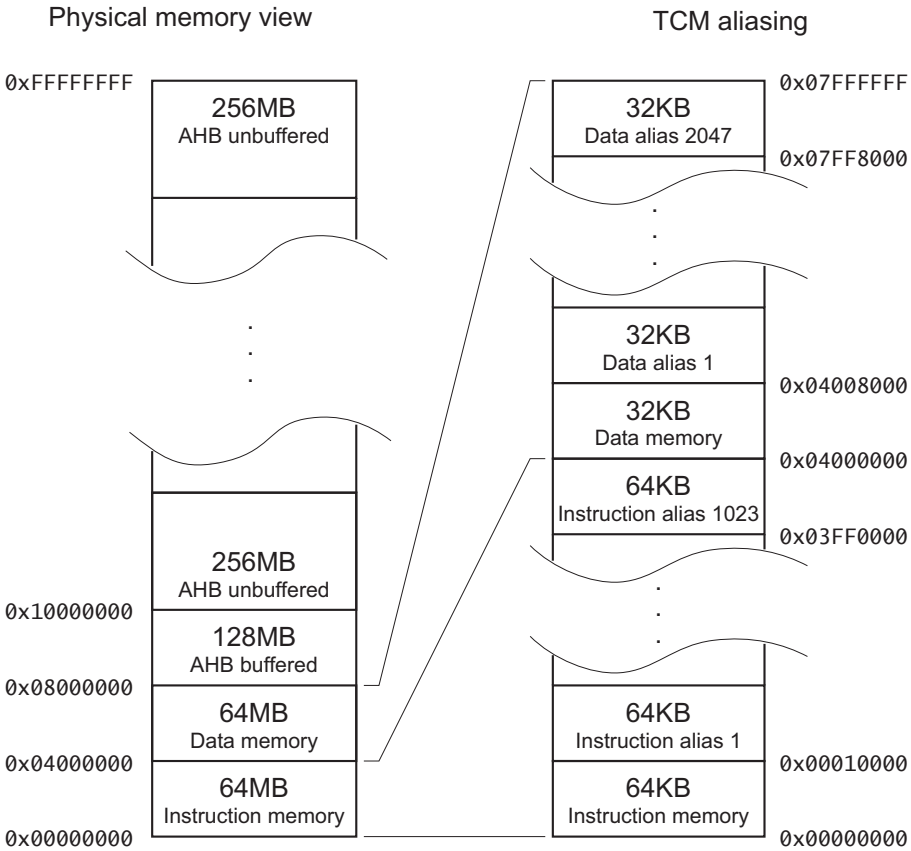 Physical memory view
0xFFFFFFFF
256MB
AHB unbuffered
.
.
.
256MB
AHB unbuffered
0x10000000
128MB
AHB buffered
0x08000000
64MB
Data memory
0x04000000
64MB
Instruction memory
0x00000000
TCM aliasing
0x07FFFFFF
32KB
Data alias 2047
0x07FF8000
.
.
.
32KB
Data alias 1
0x04008000
32KB
Data memory
0x04000000
64KB
Instruction alias 1023
0x03FF0000
.
.
.
64KB
Instruction alias 1
0x00010000
64KB
Instruction memory
0x00000000